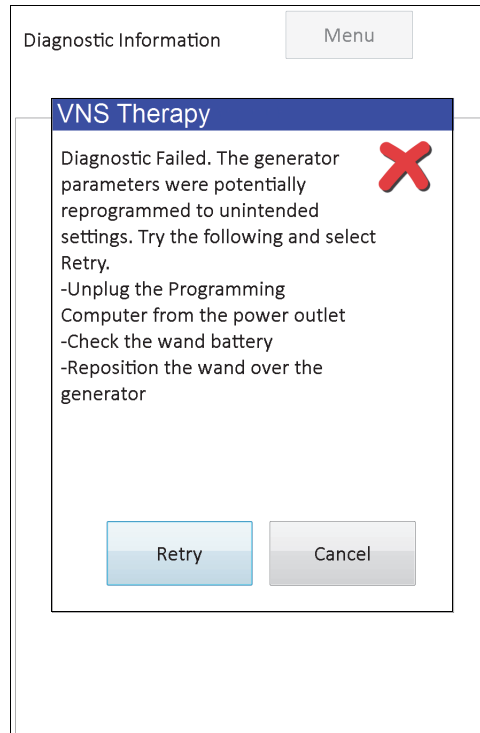 Diagnostic Information
Menu
VNS Therapy
Diagnostic Failed. The generator
parameters were potentially
reprogrammed to unintended
settings. Try the following and select
Retry.
-Unplug the Programming
Computer from the power outlet
-Check the wand battery
-Reposition the wand over the
generator
Retry
Cancel